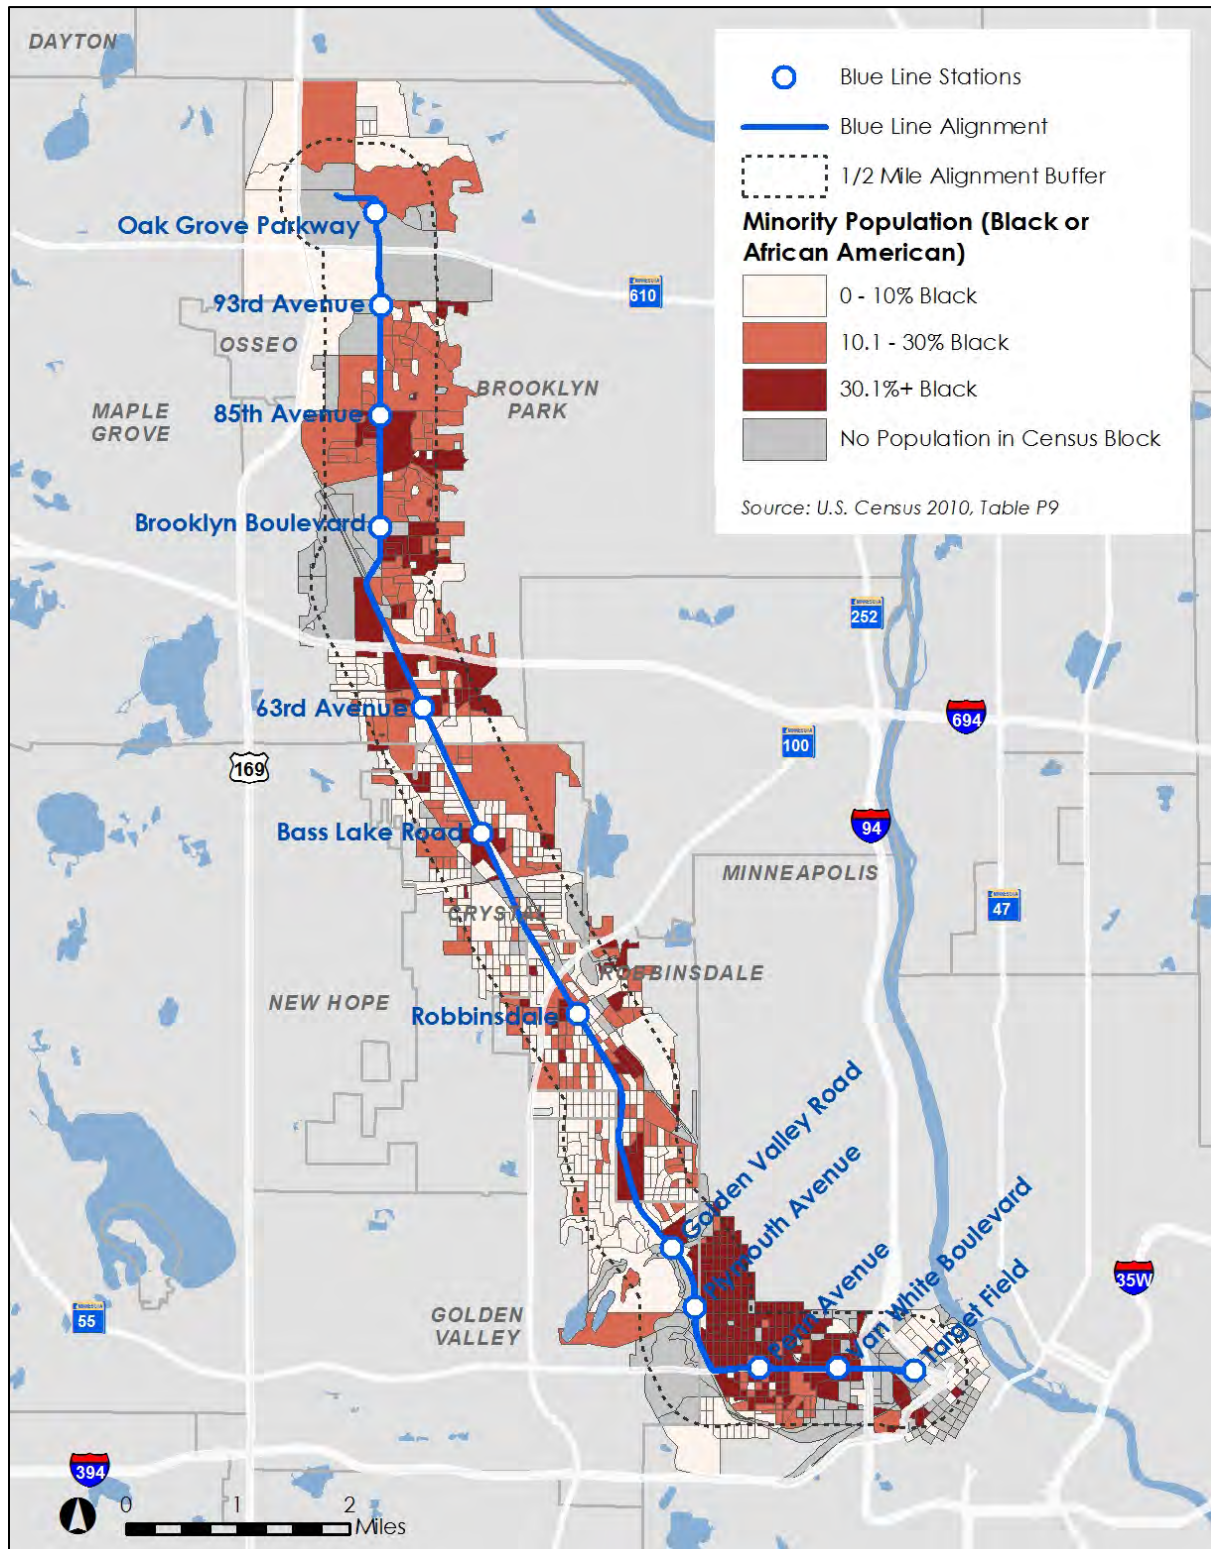 DAYTON
Blue Line Stations
Blue Line Alignment
1/2 Mile Alignment Buffer
Minority Population (Black or
African American)
0 - 10% Black
10.1 - 30% Black
30.1%+ Black
No Population in Census Block
Source: U.S. Census 2010, Table P9
Oak Grove Parkway
610
93rd Avenue
OSSEO
BROOKLYN
PARK
MAPLE
GROVE
85th Avenue
Brooklyn Boulevard
252
63rd Avenue
694
100
169
Bass Lake Road
94
MINNEAPOLIS
47
CRYSTAL
ROBBINSDALE
NEW HOPE
Robbinsdale
Golden Valley Road
Plymouth Avenue
Penn Avenue
Van White Boulevard
Target Field
35W
55
GOLDEN
VALLEY
394
0 1 2
Miles